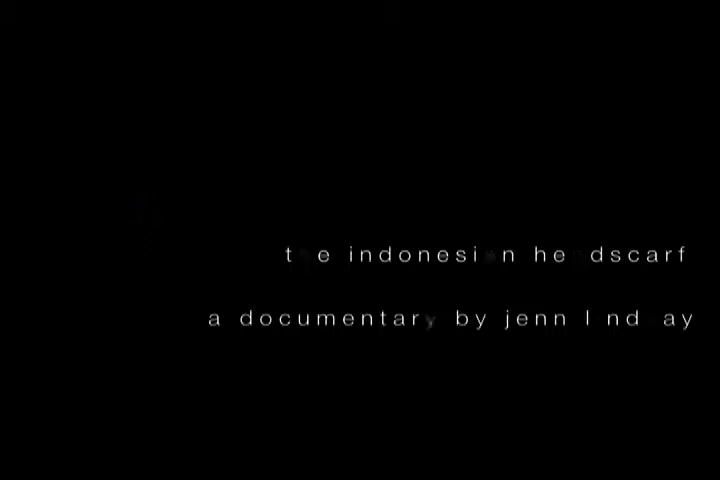 the indonesian headscarf
a documentary by jenn lindsay